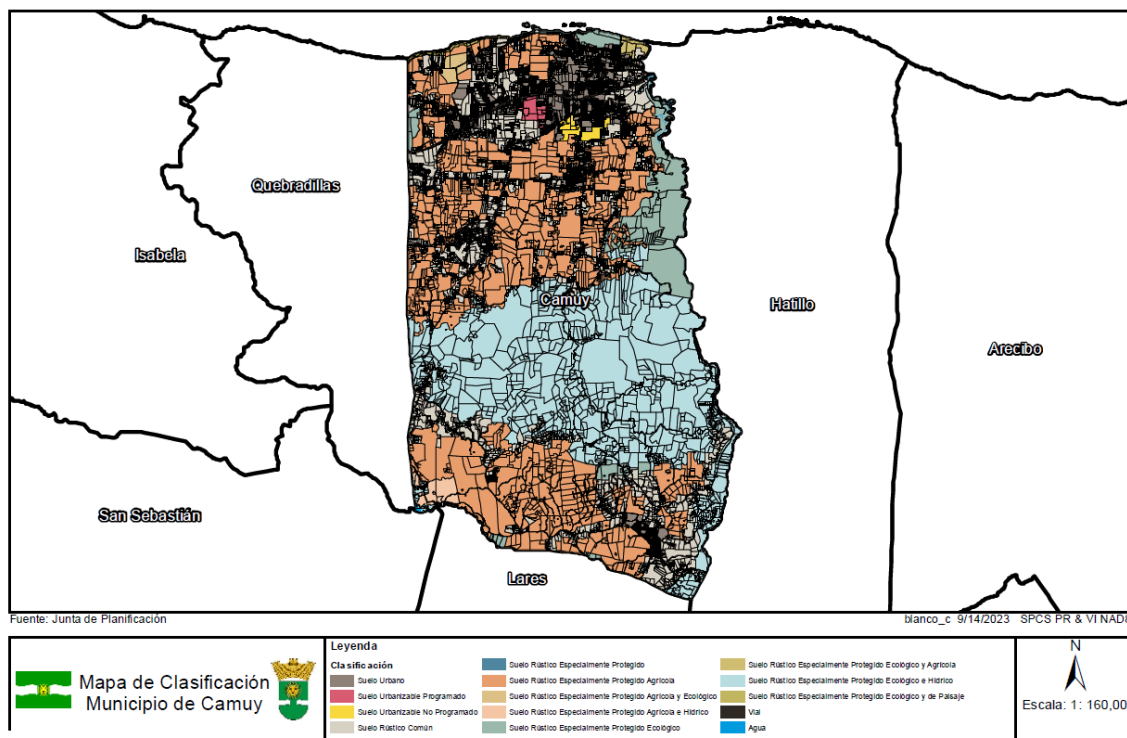 Quebradillas
Isabela
Camuy
Hatillo
Arecibo
San Sebastián
Lares
Fuente: Junta de Planificación
blanco_c 9/14/2023 SPCS PR & VI NAD8
Mapa de Clasificación
Municipio de Camuy
Leyenda
Clasificación
Suelo Urbano
Suelo Urbanizable Programado
Suelo Urbanizable No Programado
Suelo Rústico Común
Suelo Rústico Especialmente Protegido
Suelo Rústico Especialmente Protegido Agrícola
Suelo Rústico Especialmente Protegido Agrícola y Ecológico
Suelo Rústico Especialmente Protegido Agrícola e Hídrico
Suelo Rústico Especialmente Protegido Ecológico
Suelo Rústico Especialmente Protegido Ecológico y Agrícola
Suelo Rústico Especialmente Protegido Ecológico e Hídrico
Suelo Rústico Especialmente Protegido Ecológico y de Paisaje
Vial
Agua
N
Escala: 1: 160,00